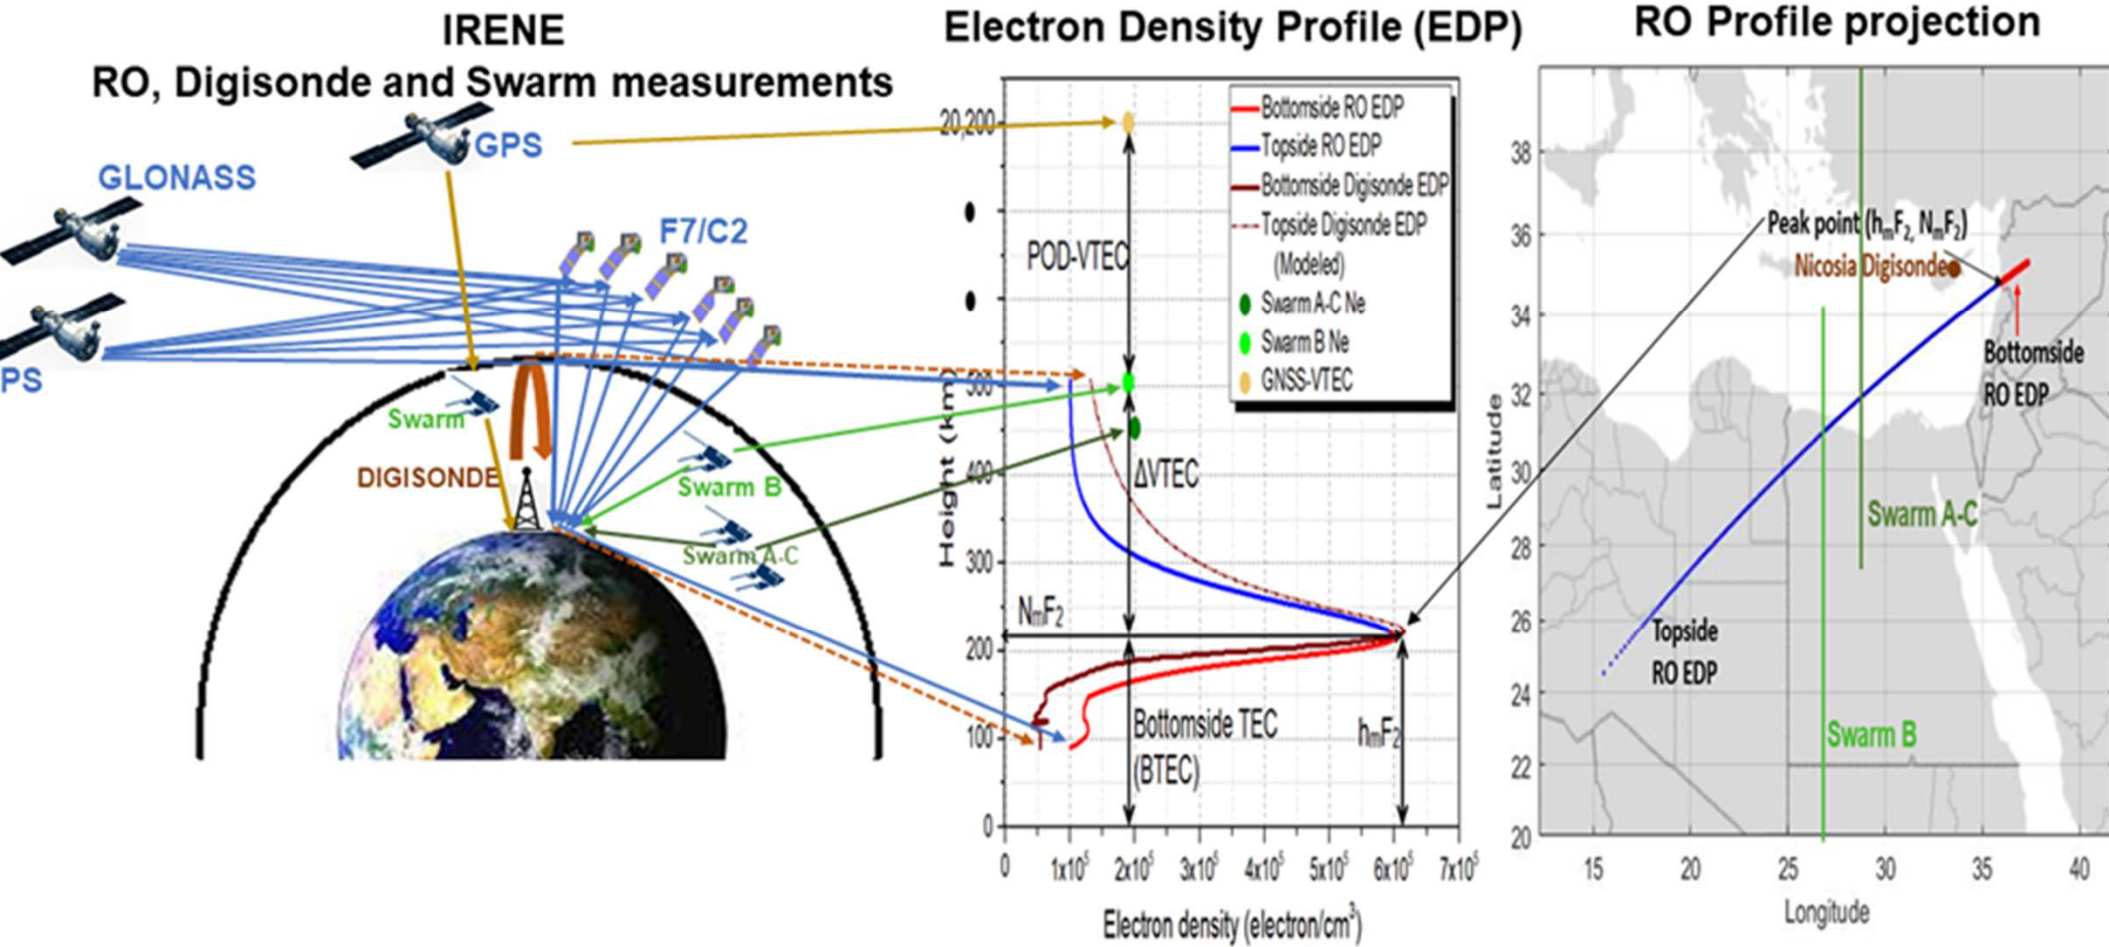 IRENE
RO, Digisonde and Swarm measurements
GPS
GLONASS
F7/C2
PS
Swarm
DIGISONDE
Swarm B
Swarm A-C
Electron Density Profile (EDP)
20,200
500
400
300
200
100
0
Height (km)
Bottomside RO EDP
Topside RO EDP
Bottomside Digisonde EDP
Topside Digisonde EDP
(Modeled)
Swarm A-C Ne
Swarm B Ne
GNSS-VTEC
POD-VTEC
ΔVTEC
NmF2
Bottomside TEC
(BTEC)
hmF2
0 1x10⁵ 2x10⁵ 3x10⁵ 4x10⁵ 5x10⁵ 6x10⁵ 7x10⁵
Electron density (electron/cm³)
RO Profile projection
38
36
34
32
30
28
26
24
22
20
Latitude
Peak point (hmF2, NmF2)
Nicosia Digisonde
Bottomside
RO EDP
Swarm A-C
Topside
RO EDP
Swarm B
15 20 25 30 35 40
Longitude